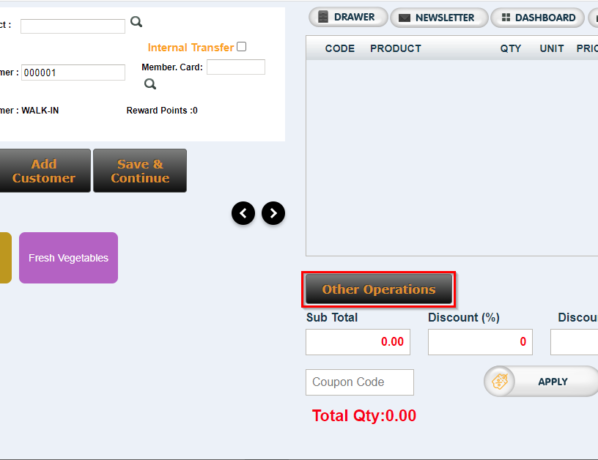 ct :
Internal Transfer
mer : 000001
Member. Card:
mer : WALK-IN
Reward Points :0
Add Customer
Save & Continue
Fresh Vegetables
DRAWER
NEWSLETTER
DASHBOARD
CODE PRODUCT QTY UNIT PRIC
Other Operations
Sub Total
Discount (%)
Discou
0.00
0
Coupon Code
APPLY
Total Qty:0.00